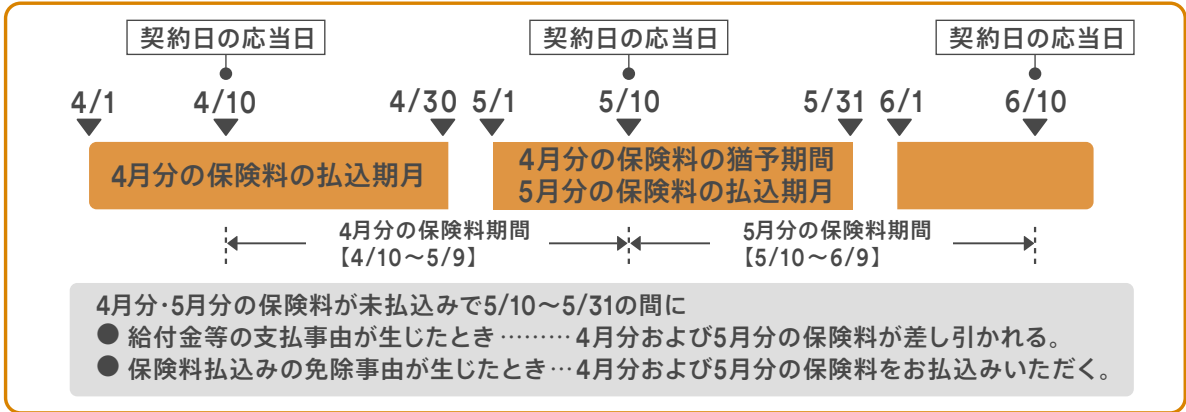 契約日の応当日 契約日の応当日 契約日の応当日
4/1 4/10 4/30 5/1 5/10 5/31 6/1 6/10
4月分の保険料の払込期月
4月分の保険料の猶予期間
5月分の保険料の払込期月
4月分の保険料期間
【4/10～5/9】
5月分の保険料期間
【5/10～6/9】
4月分・5月分の保険料が未払込みで5/10～5/31の間に
● 給付金等の支払事由が生じたとき………4月分および5月分の保険料が差し引かれる。
● 保険料払込みの免除事由が生じたとき…4月分および5月分の保険料をお払込みいただく。